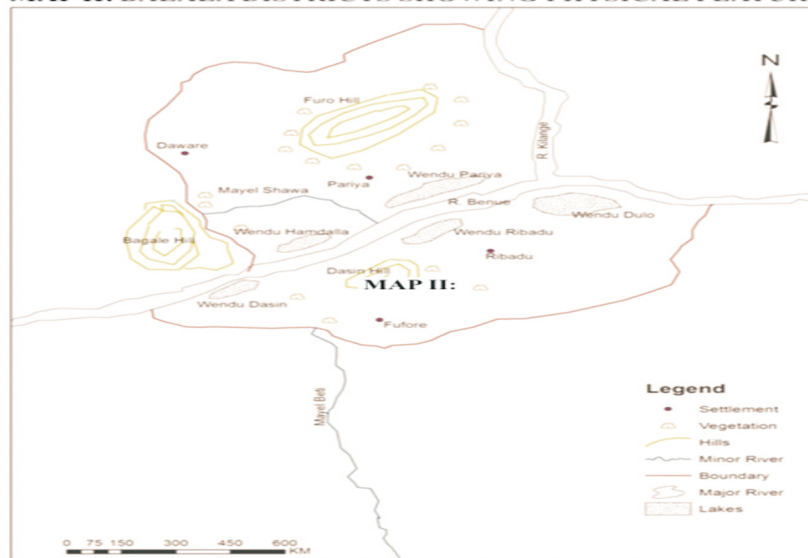 N
Furo Hill
R. Kilange
Daware
Wendu Pariya
Pariya
Mayel Shawa
R. Benue
Wendu Dulo
Wendu Hamdalla
Wendu Ribadu
Bagale Hill
Ribadu
Dasin Hill
MAP II:
Wendu Dasin
Fufore
Mayel Beti
Legend
Settlement
Vegetation
Hills
Minor River
Boundary
Major River
Lakes
0 75 150 300 450 600
KM